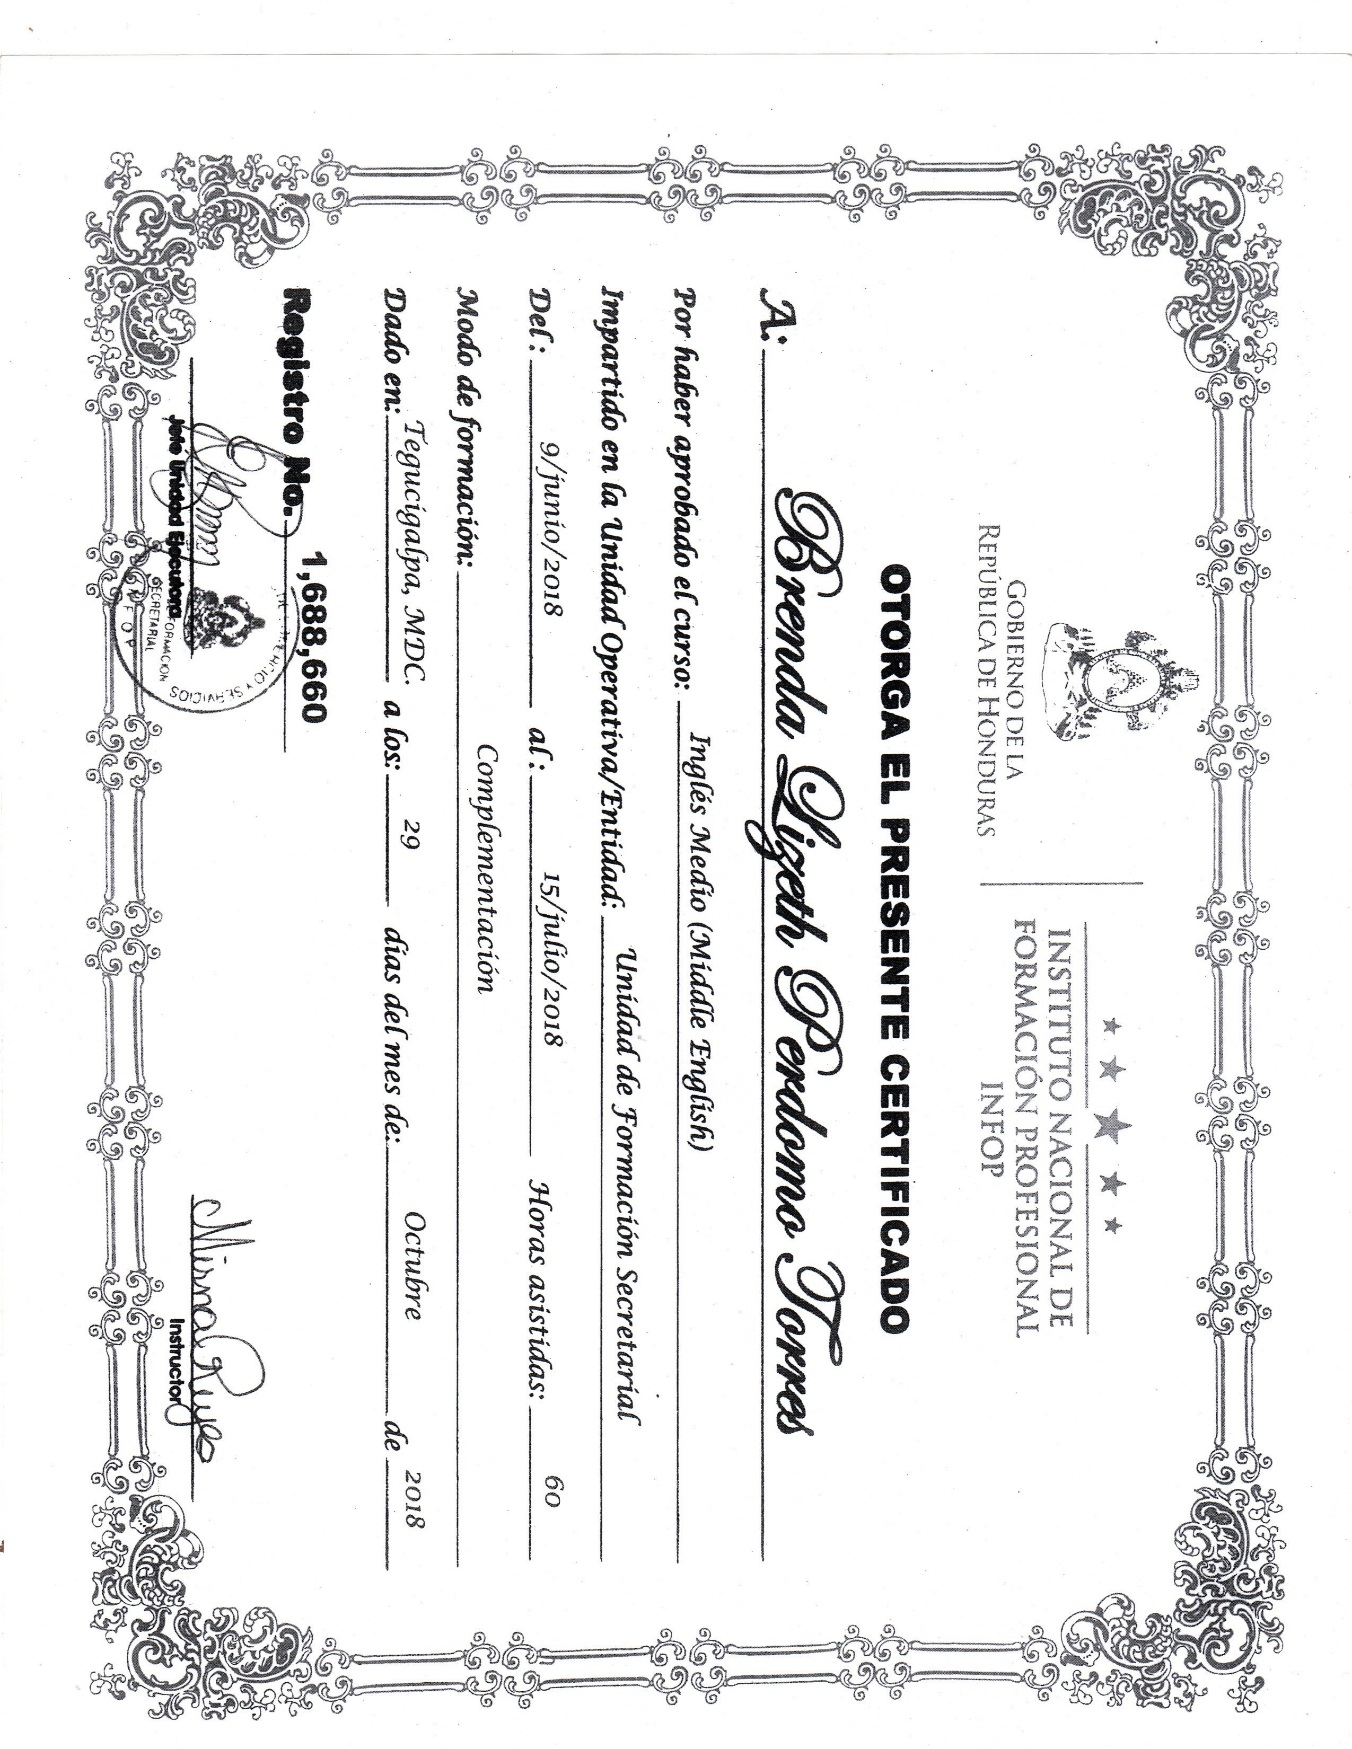 GOBIERNO DE LA
REPÚBLICA DE HONDURAS
INSTITUTO NACIONAL DE
FORMACIÓN PROFESIONAL
INFOP
OTORGA EL PRESENTE CERTIFICADO
A: Brenda Lizeth Perdomo Torres
Por haber aprobado el curso: Inglés Medio (Middle English)
Impartido en la Unidad Operativa/Entidad: Unidad de Formación Secretarial
Del: 9/junio/2018 al: 15/julio/2018 Horas asistidas: 60
Modo de formación: Complementación
Dado en: Tegucigalpa, MDC. a los: 29 días del mes de: Octubre de 2018
Registro No. 1,688,660
Jefe Unidad Ejecutora
FORMACION
SECRETARIAL
Y SERVICIOS
Instructor